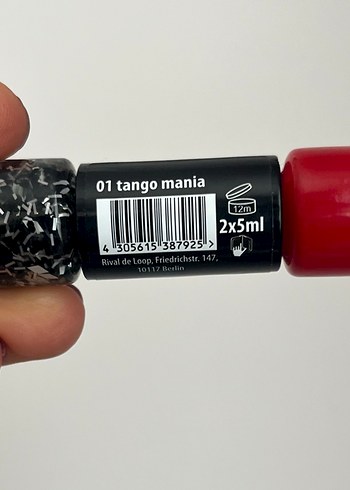 01 tango mania
12m
2x5ml
4 305615 387925 >
Rival de Loop, Friedrichstr. 147,
10117 Berlin